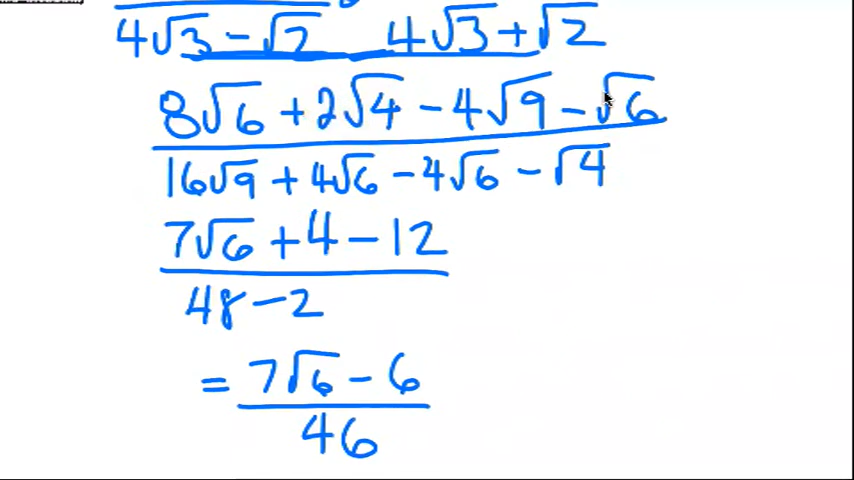 4√3 - √2 4√3 + √2
8√6 + 2√4 - 4√9 - √6
16√9 + 4√6 - 4√6 - √4
7√6 + 4 - 12
48 - 2
= 7√6 - 6
46